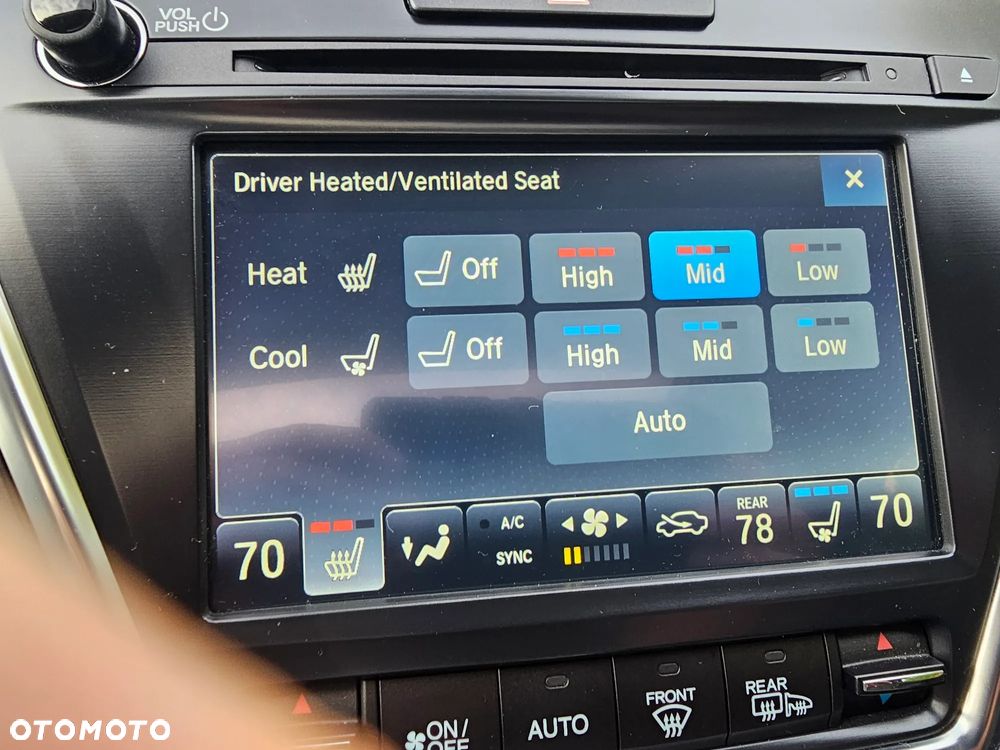 VOL
PUSH
Driver Heated/Ventilated Seat
×
Heat
Off
High
Mid
Low
Cool
Off
High
Mid
Low
Auto
70
A/C
SYNC
REAR
78
70
ON/
OFF
AUTO
FRONT
REAR
OTOMOTO